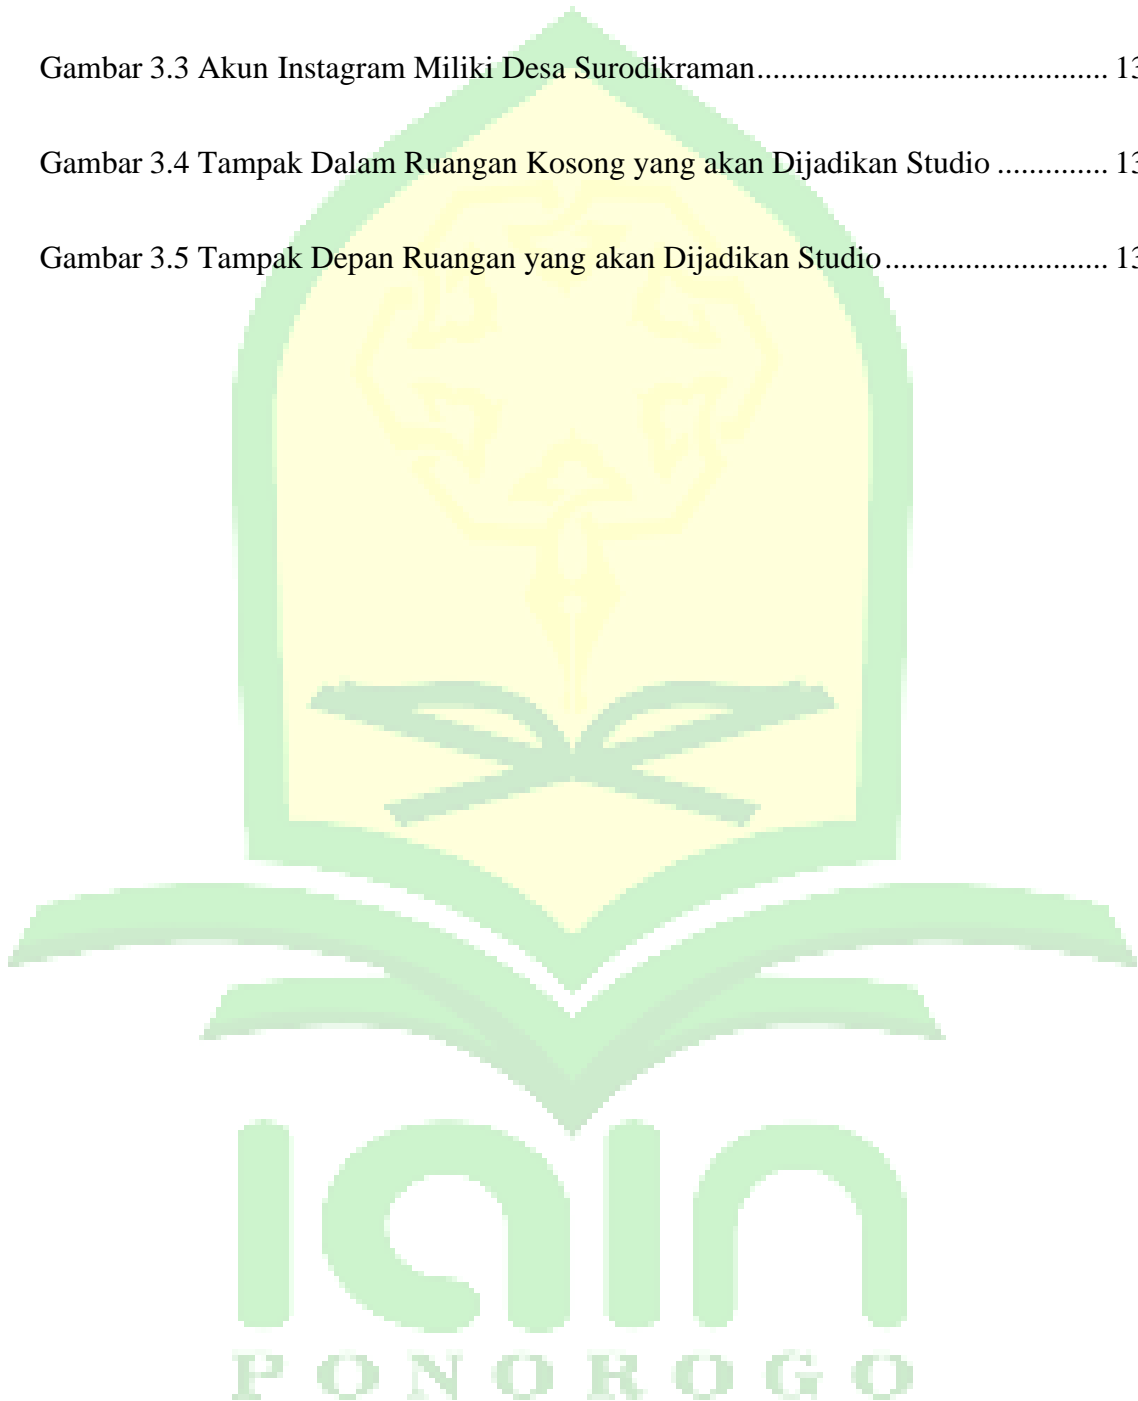 Gambar 3.3 Akun Instagram Miliki Desa Surodikraman............................................ 13
Gambar 3.4 Tampak Dalam Ruangan Kosong yang akan Dijadikan Studio .............. 13
Gambar 3.5 Tampak Depan Ruangan yang akan Dijadikan Studio............................ 13
iain
PONOROGO